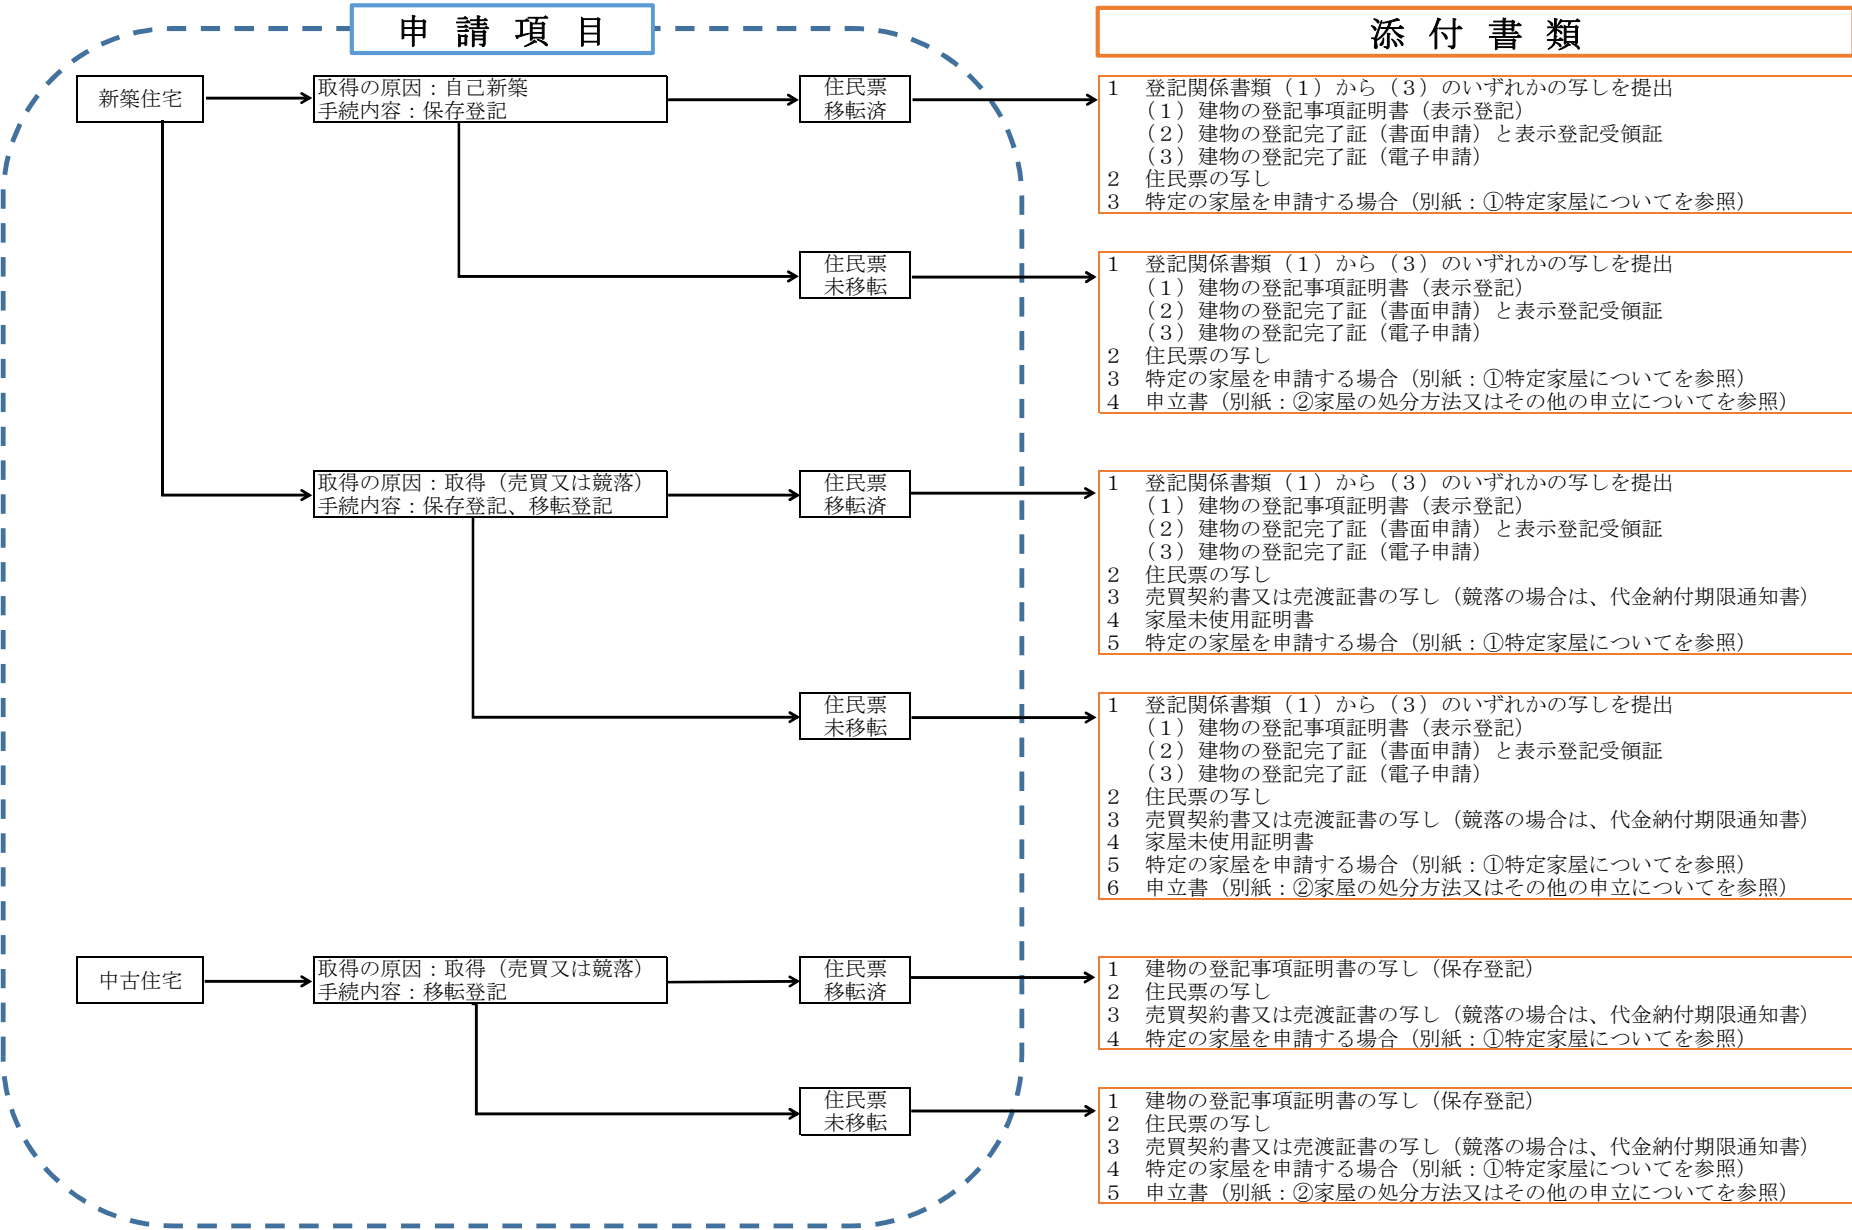 申請項目
添付書類
新築住宅
取得の原因：自己新築
手続内容：保存登記
住民票
移転済
1 登記関係書類（1）から（3）のいずれかの写しを提出
（1）建物の登記事項証明書（表示登記）
（2）建物の登記完了証（書面申請）と表示登記受領証
（3）建物の登記完了証（電子申請）
2 住民票の写し
3 特定の家屋を申請する場合（別紙：①特定家屋についてを参照）
住民票
未移転
1 登記関係書類（1）から（3）のいずれかの写しを提出
（1）建物の登記事項証明書（表示登記）
（2）建物の登記完了証（書面申請）と表示登記受領証
（3）建物の登記完了証（電子申請）
2 住民票の写し
3 特定の家屋を申請する場合（別紙：①特定家屋についてを参照）
4 申立書（別紙：②家屋の処分方法又はその他の申立についてを参照）
取得の原因：取得（売買又は競落）
手続内容：保存登記、移転登記
住民票
移転済
1 登記関係書類（1）から（3）のいずれかの写しを提出
（1）建物の登記事項証明書（表示登記）
（2）建物の登記完了証（書面申請）と表示登記受領証
（3）建物の登記完了証（電子申請）
2 住民票の写し
3 売買契約書又は売渡証書の写し（競落の場合は、代金納付期限通知書）
4 家屋未使用証明書
5 特定の家屋を申請する場合（別紙：①特定家屋についてを参照）
住民票
未移転
1 登記関係書類（1）から（3）のいずれかの写しを提出
（1）建物の登記事項証明書（表示登記）
（2）建物の登記完了証（書面申請）と表示登記受領証
（3）建物の登記完了証（電子申請）
2 住民票の写し
3 売買契約書又は売渡証書の写し（競落の場合は、代金納付期限通知書）
4 家屋未使用証明書
5 特定の家屋を申請する場合（別紙：①特定家屋についてを参照）
6 申立書（別紙：②家屋の処分方法又はその他の申立についてを参照）
中古住宅
取得の原因：取得（売買又は競落）
手続内容：移転登記
住民票
移転済
1 建物の登記事項証明書の写し（保存登記）
2 住民票の写し
3 売買契約書又は売渡証書の写し（競落の場合は、代金納付期限通知書）
4 特定の家屋を申請する場合（別紙：①特定家屋についてを参照）
住民票
未移転
1 建物の登記事項証明書の写し（保存登記）
2 住民票の写し
3 売買契約書又は売渡証書の写し（競落の場合は、代金納付期限通知書）
4 特定の家屋を申請する場合（別紙：①特定家屋についてを参照）
5 申立書（別紙：②家屋の処分方法又はその他の申立についてを参照）